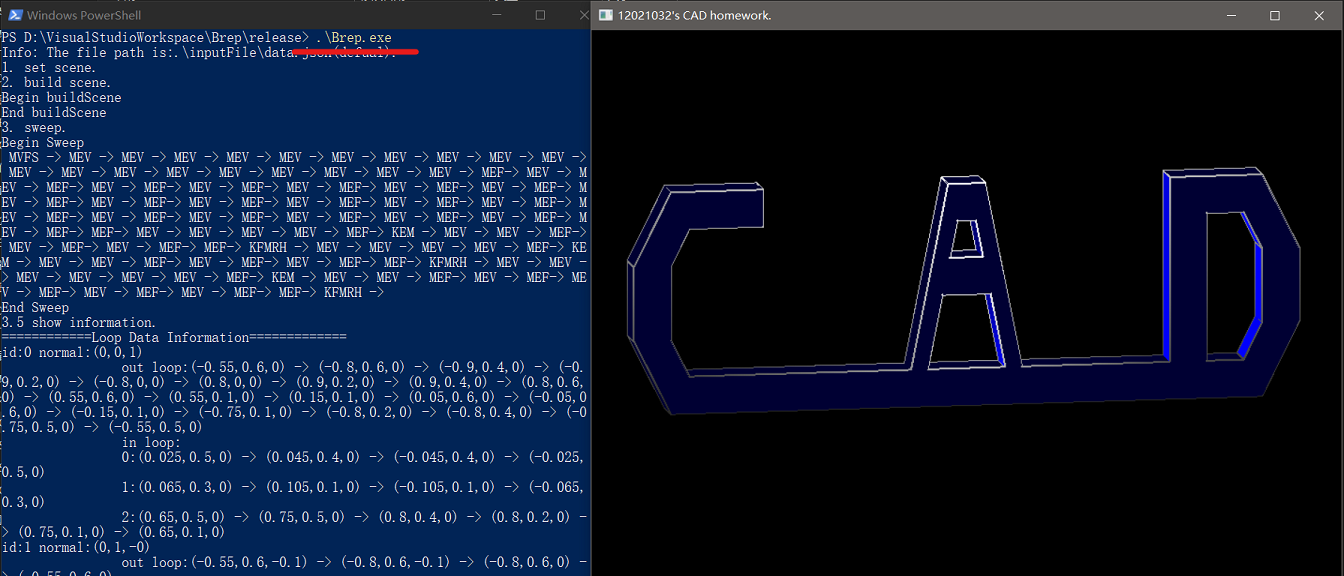 Windows PowerShell
PS D:\VisualStudioWorkspace\Brep\release> .\Brep.exe
Info: The file path is:.\inputFile\data.json(defual).
1. set scene.
2. build scene.
Begin buildScene
End buildScene
3. sweep.
Begin Sweep
MVFS -> MEV -> MEV -> MEV -> MEV -> MEV -> MEV -> MEV -> MEV -> MEV -> MEV ->
MEV -> MEV -> MEV -> MEV -> MEV -> MEV -> MEV -> MEV -> MEF-> MEV -> M
EV -> MEF-> MEV -> MEF-> MEV -> MEF-> MEV -> MEF-> MEV -> MEF-> MEV -> MEF-> M
EV -> MEF-> MEV -> MEF-> MEV -> MEF-> MEV -> MEF-> MEV -> MEF-> MEV -> MEF-> M
EV -> MEF-> MEV -> MEF-> MEV -> MEF-> MEV -> MEF-> MEV -> MEF-> MEV -> MEF-> M
EV -> MEF-> MEF-> MEV -> MEV -> MEV -> MEV -> MEF-> KEM -> MEV -> MEV -> MEF->
MEV -> MEF-> MEV -> MEF-> MEF-> KFMRH -> MEV -> MEV -> MEV -> MEV -> MEF-> KE
M -> MEV -> MEV -> MEF-> MEV -> MEF-> MEV -> MEF-> MEF-> KFMRH -> MEV -> MEV -
> MEV -> MEV -> MEV -> MEV -> MEF-> KEM -> MEV -> MEV -> MEF-> MEV -> MEF-> ME
V -> MEF-> MEV -> MEF-> MEV -> MEF-> MEF-> KFMRH ->
End Sweep
3.5 show information.
============Loop Data Information=============
id:0 normal:(0,0,1)
out loop:(-0.55,0.6,0) -> (-0.8,0.6,0) -> (-0.9,0.4,0) -> (-0.
9,0.2,0) -> (-0.8,0,0) -> (0.8,0,0) -> (0.9,0.2,0) -> (0.9,0.4,0) -> (0.8,0.6,
0) -> (0.55,0.6,0) -> (0.55,0.1,0) -> (0.15,0.1,0) -> (0.05,0.6,0) -> (-0.05,0
.6,0) -> (-0.15,0.1,0) -> (-0.75,0.1,0) -> (-0.8,0.2,0) -> (-0.8,0.4,0) -> (-0
.75,0.5,0) -> (-0.55,0.5,0)
in loop:
0:(0.025,0.5,0) -> (0.045,0.4,0) -> (-0.045,0.4,0) -> (-0.025,
0.5,0)
1:(0.065,0.3,0) -> (0.105,0.1,0) -> (-0.105,0.1,0) -> (-0.065,
0.3,0)
2:(0.65,0.5,0) -> (0.75,0.5,0) -> (0.8,0.4,0) -> (0.8,0.2,0) -
> (0.75,0.1,0) -> (0.65,0.1,0)
id:1 normal:(0,1,-0)
out loop:(-0.55,0.6,-0.1) -> (-0.8,0.6,-0.1) -> (-0.8,0.6,0) -
12021032's CAD homework.
CAD